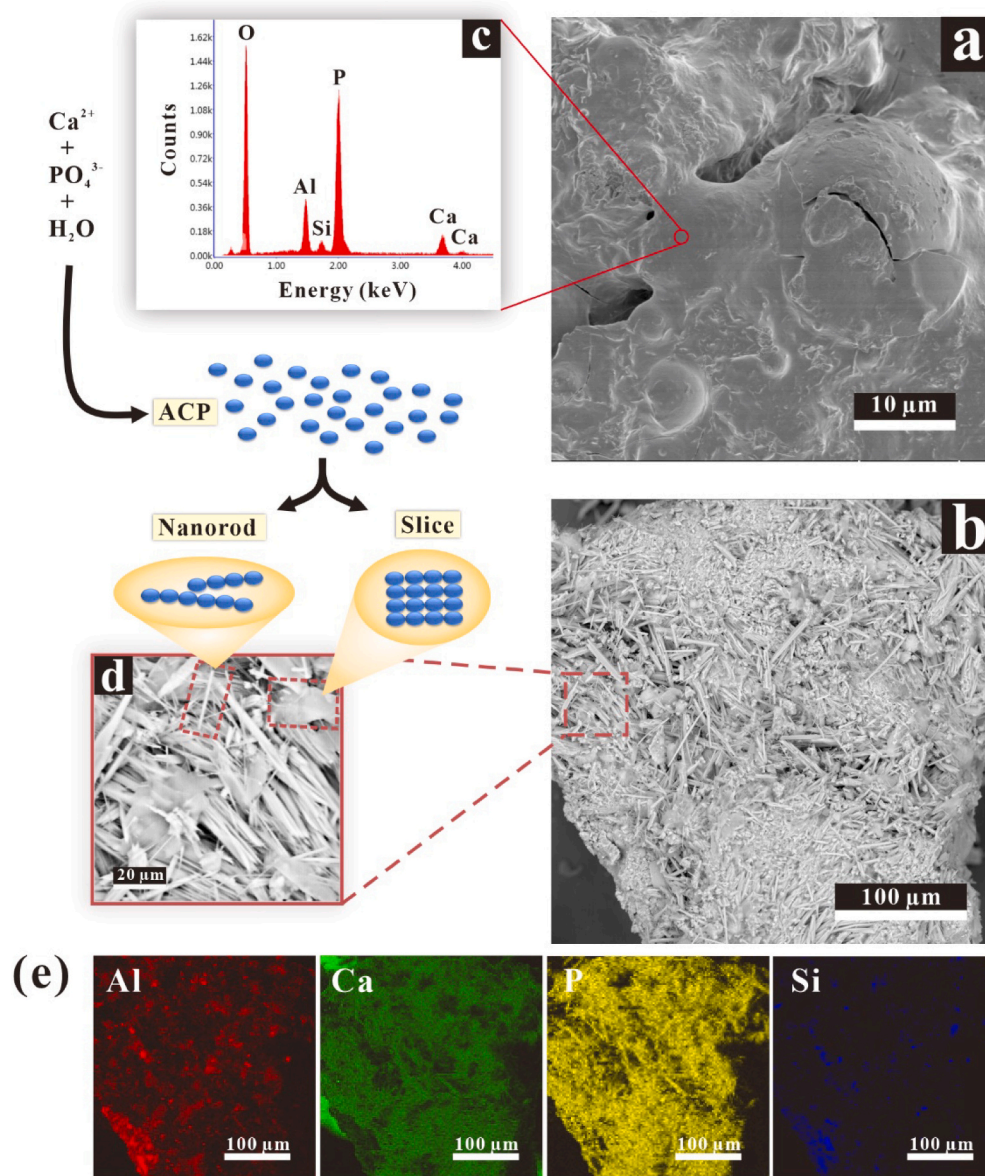 c
1.62k
1.44k
1.26k
1.08k
0.90k
0.72k
0.54k
0.36k
0.18k
0.00k
Counts
O
P
Al
Si
Ca
Ca
0.00 1.00 2.00 3.00 4.00
Energy (keV)
a
10 µm
Ca²⁺
+
PO₄³⁻
+
H₂O
ACP
Nanorod
Slice
b
100 µm
d
20 µm
(e)
Al
100 µm
Ca
100 µm
P
100 µm
Si
100 µm